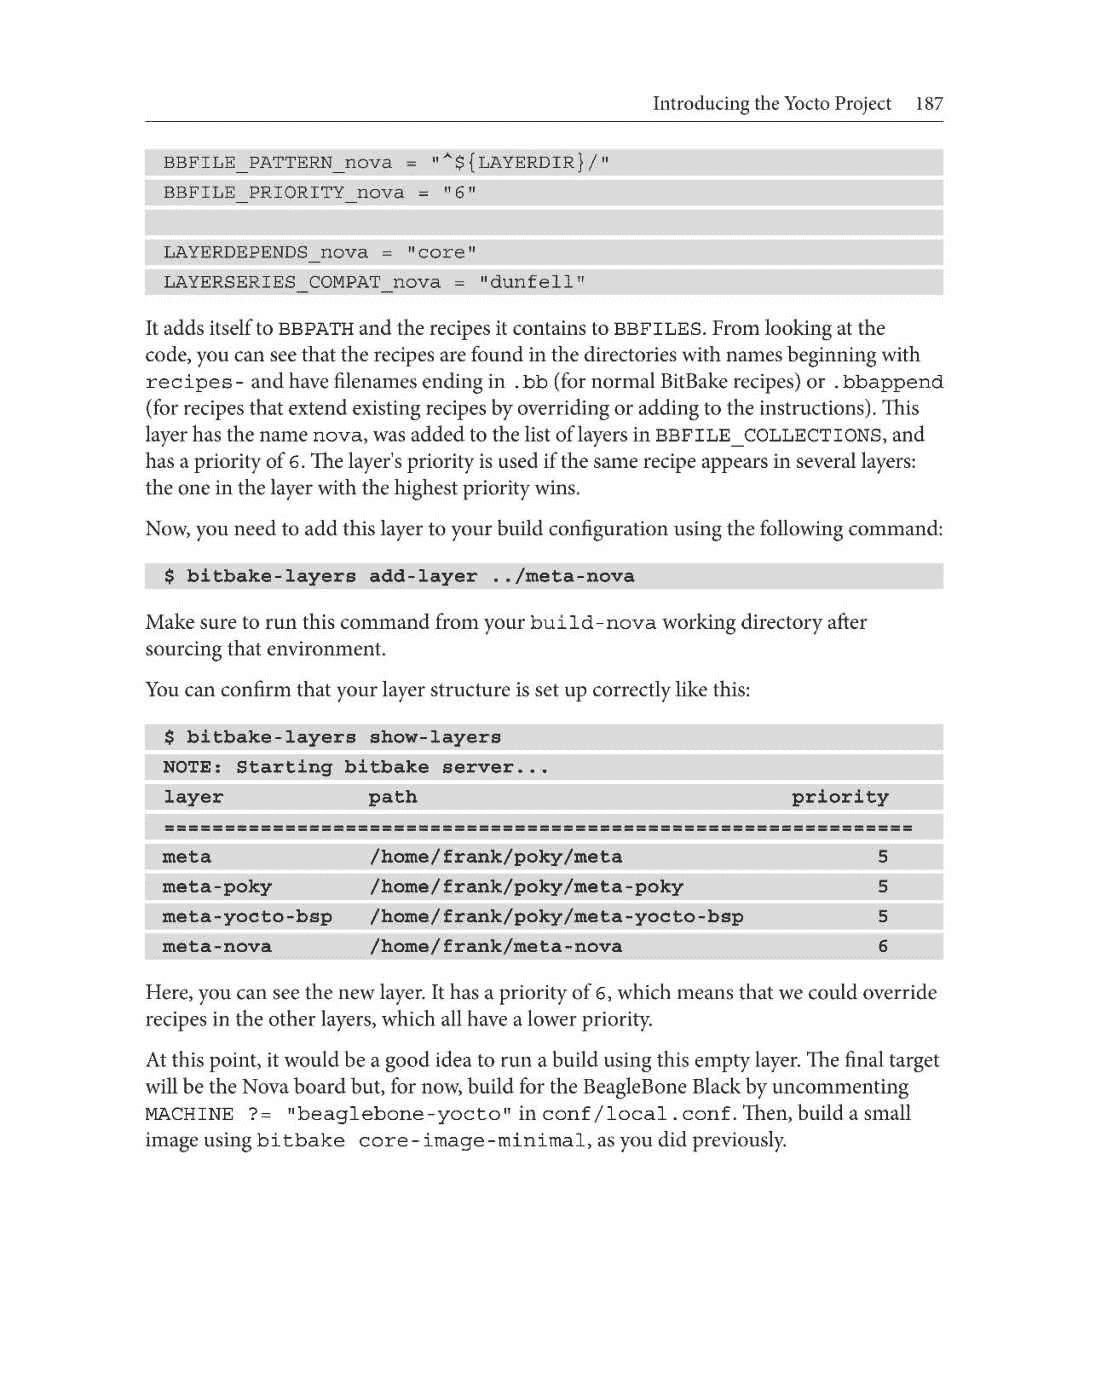 Introducing the Yocto Project 187
BBFILE_PATTERN_nova = "^${LAYERDIR}/"
BBFILE_PRIORITY_nova = "6"
LAYERDEPENDS_nova = "core"
LAYERSERIES_COMPAT_nova = "dunfell"
It adds itself to BBPATH and the recipes it contains to BBFILES. From looking at the
code, you can see that the recipes are found in the directories with names beginning with
recipes- and have filenames ending in .bb (for normal BitBake recipes) or .bbappend
(for recipes that extend existing recipes by overriding or adding to the instructions). This
layer has the name nova, was added to the list of layers in BBFILE_COLLECTIONS, and
has a priority of 6. The layer's priority is used if the same recipe appears in several layers:
the one in the layer with the highest priority wins.
Now, you need to add this layer to your build configuration using the following command:
$ bitbake-layers add-layer ../meta-nova
Make sure to run this command from your build-nova working directory after
sourcing that environment.
You can confirm that your layer structure is set up correctly like this:
$ bitbake-layers show-layers
NOTE: Starting bitbake server...
layer path priority
==============================================================
meta /home/frank/poky/meta 5
meta-poky /home/frank/poky/meta-poky 5
meta-yocto-bsp /home/frank/poky/meta-yocto-bsp 5
meta-nova /home/frank/meta-nova 6
Here, you can see the new layer. It has a priority of 6, which means that we could override
recipes in the other layers, which all have a lower priority.
At this point, it would be a good idea to run a build using this empty layer. The final target
will be the Nova board but, for now, build for the BeagleBone Black by uncommenting
MACHINE ?= "beaglebone-yocto" in conf/local.conf. Then, build a small
image using bitbake core-image-minimal, as you did previously.